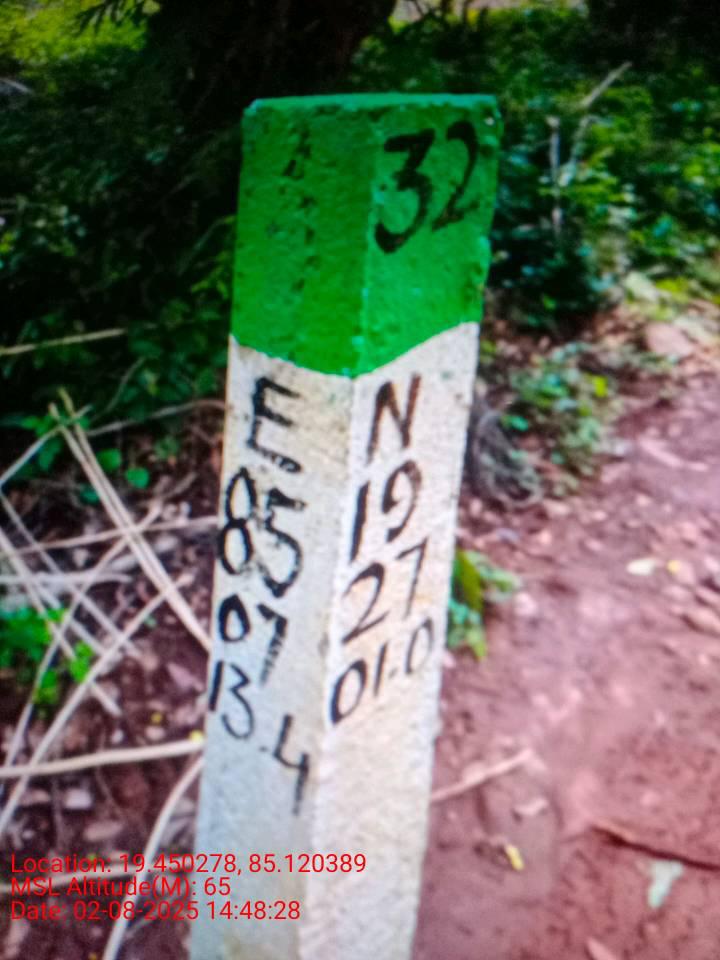 32
E
85
07
13.4
N
19
27
01.0
Location: 19.450278, 85.120389
MSL Altitude(M): 65
Date: 02-08-2025 14:48:28